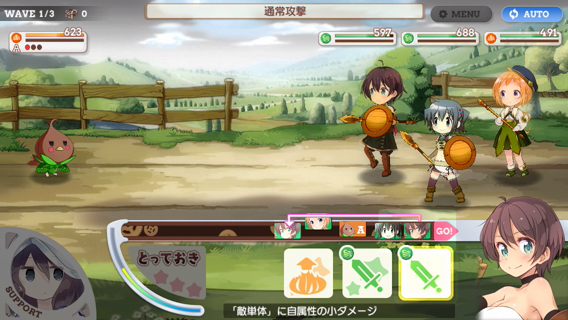 WAVE 1/3
0
通常攻撃
MENU
AUTO
623
A
597
688
491
A
GO!
とっておき
SUPPORT
「敵単体」に自属性の小ダメージ